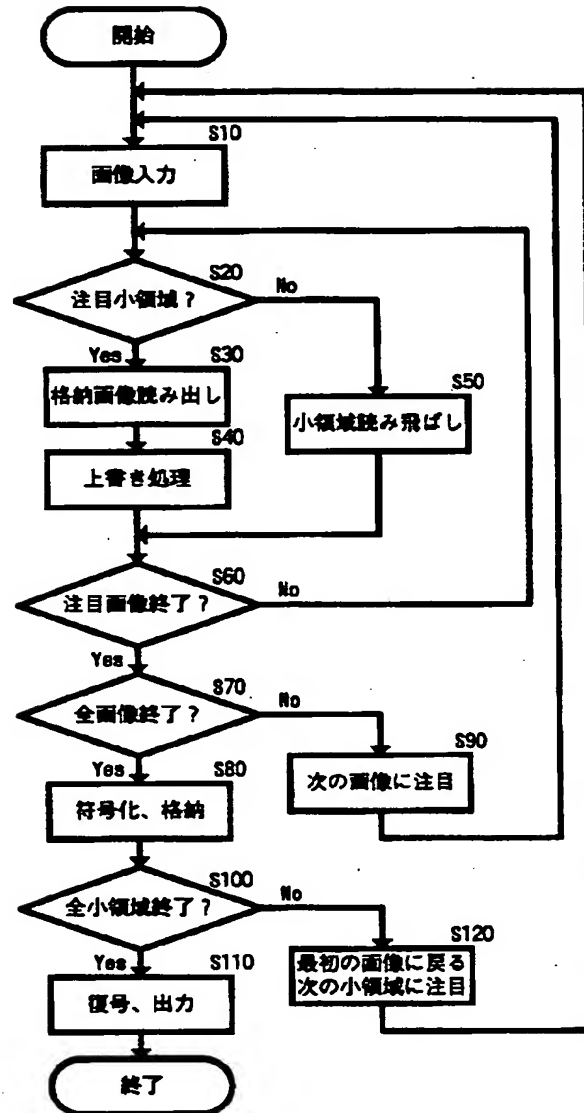 開始
S10
画像入力
S20
注目小領域？
No
Yes
S30
格納画像読み出し
S50
小領域読み飛ばし
S40
上書き処理
S60
注目画像終了？
No
Yes
S70
全画像終了？
No
S90
次の画像に注目
Yes
S80
符号化、格納
S100
全小領域終了？
No
S120
最初の画像に戻る
次の小領域に注目
Yes
S110
復号、出力
終了